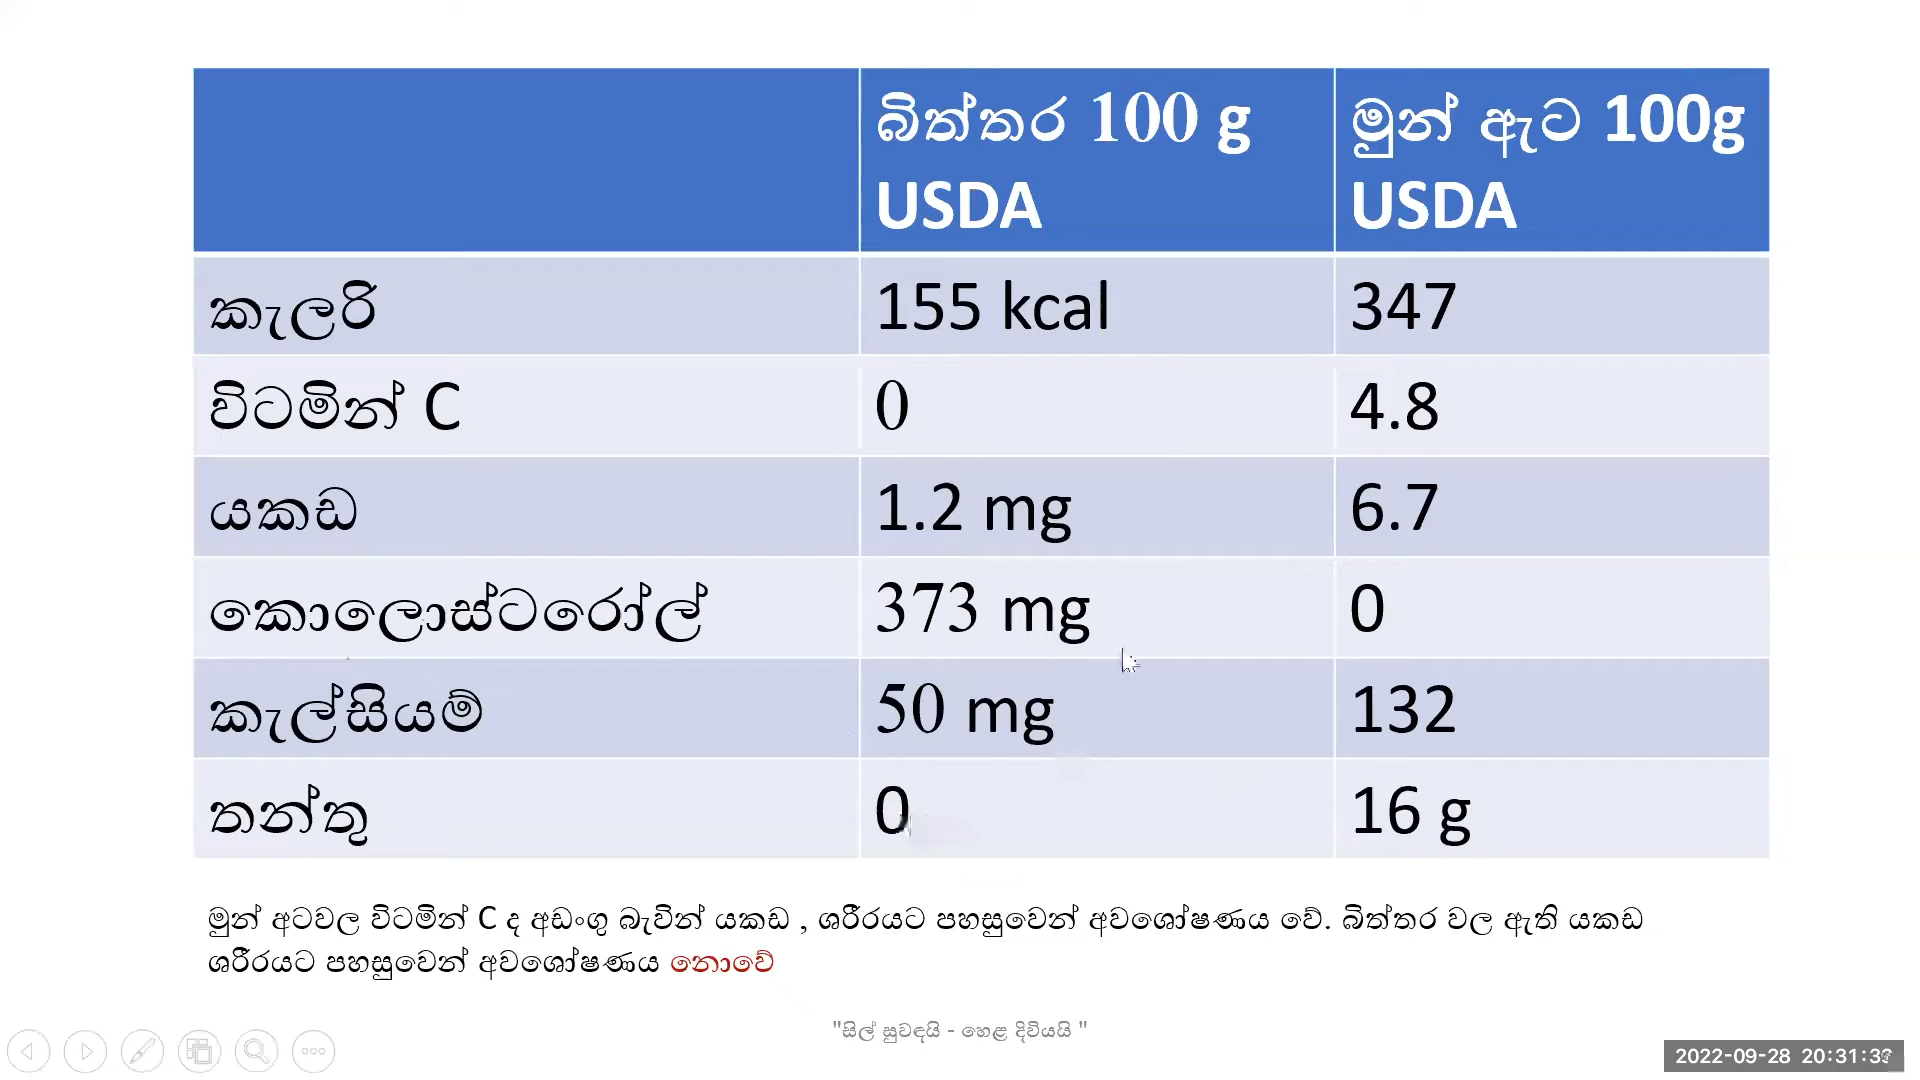 බිත්තර 100 g
USDA
මුන් ඇට 100g
USDA
කැලරි 155 kcal 347
විටමින් C 0 4.8
යකඩ 1.2 mg 6.7
කොලොස්ටරෝල් 373 mg 0
කැල්සියම් 50 mg 132
තන්තු 0 16 g
මුන් අටවල විටමින් C ද අඩංගු බැවින් යකඩ , ශරීරයට පහසුවෙන් අවශෝෂණය වේ. බිත්තර වල ඇති යකඩ
ශරීරයට පහසුවෙන් අවශෝෂණය නොවේ
"සිල් සුවඳයි - හෙළ දිවියයි "
2022-09-28 20:31:36